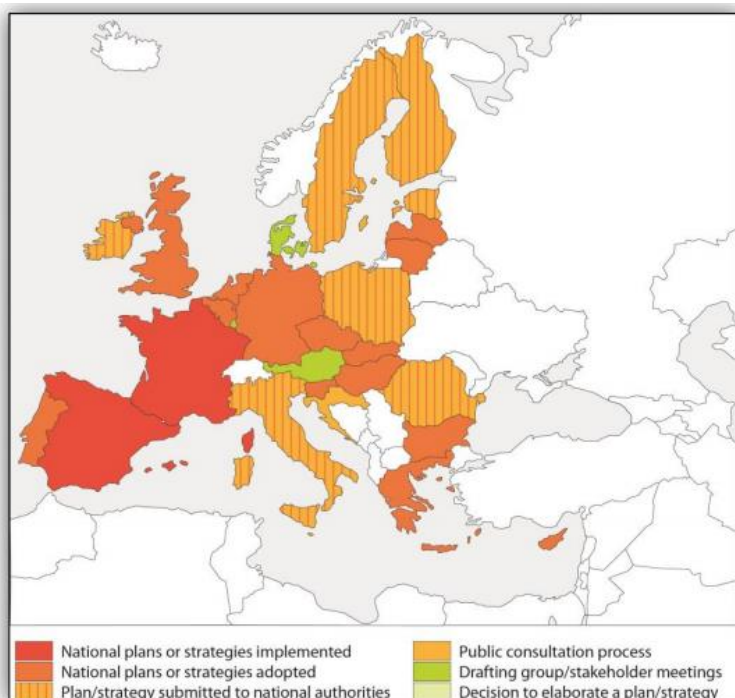 National plans or strategies implemented
National plans or strategies adopted
Plan/strategy submitted to national authorities
Public consultation process
Drafting group/stakeholder meetings
Decision to elaborate a plan/strategy